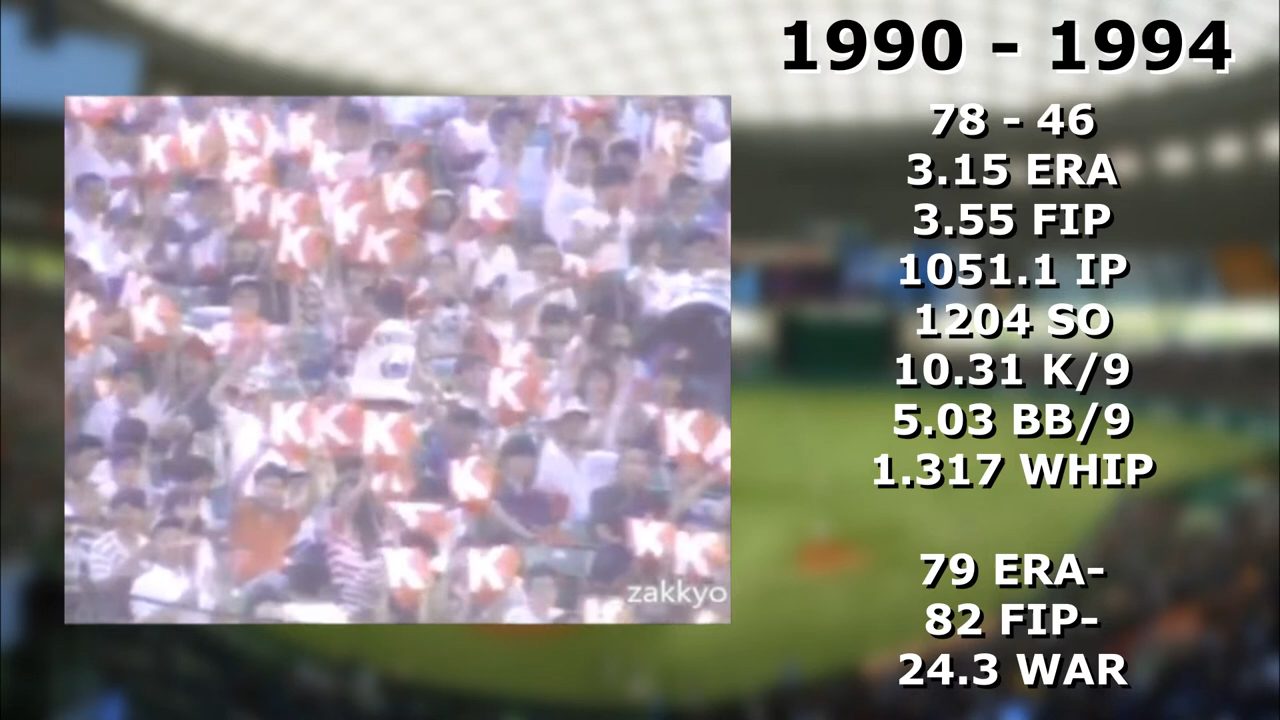 1990 - 1994
78 - 46
3.15 ERA
3.55 FIP
1051.1 IP
1204 SO
10.31 K/9
5.03 BB/9
1.317 WHIP
79 ERA-
82 FIP-
24.3 WAR
K K K K
K K K K
K K K
K K
K K
K
K K K K
K
K K
K K
zakkyo